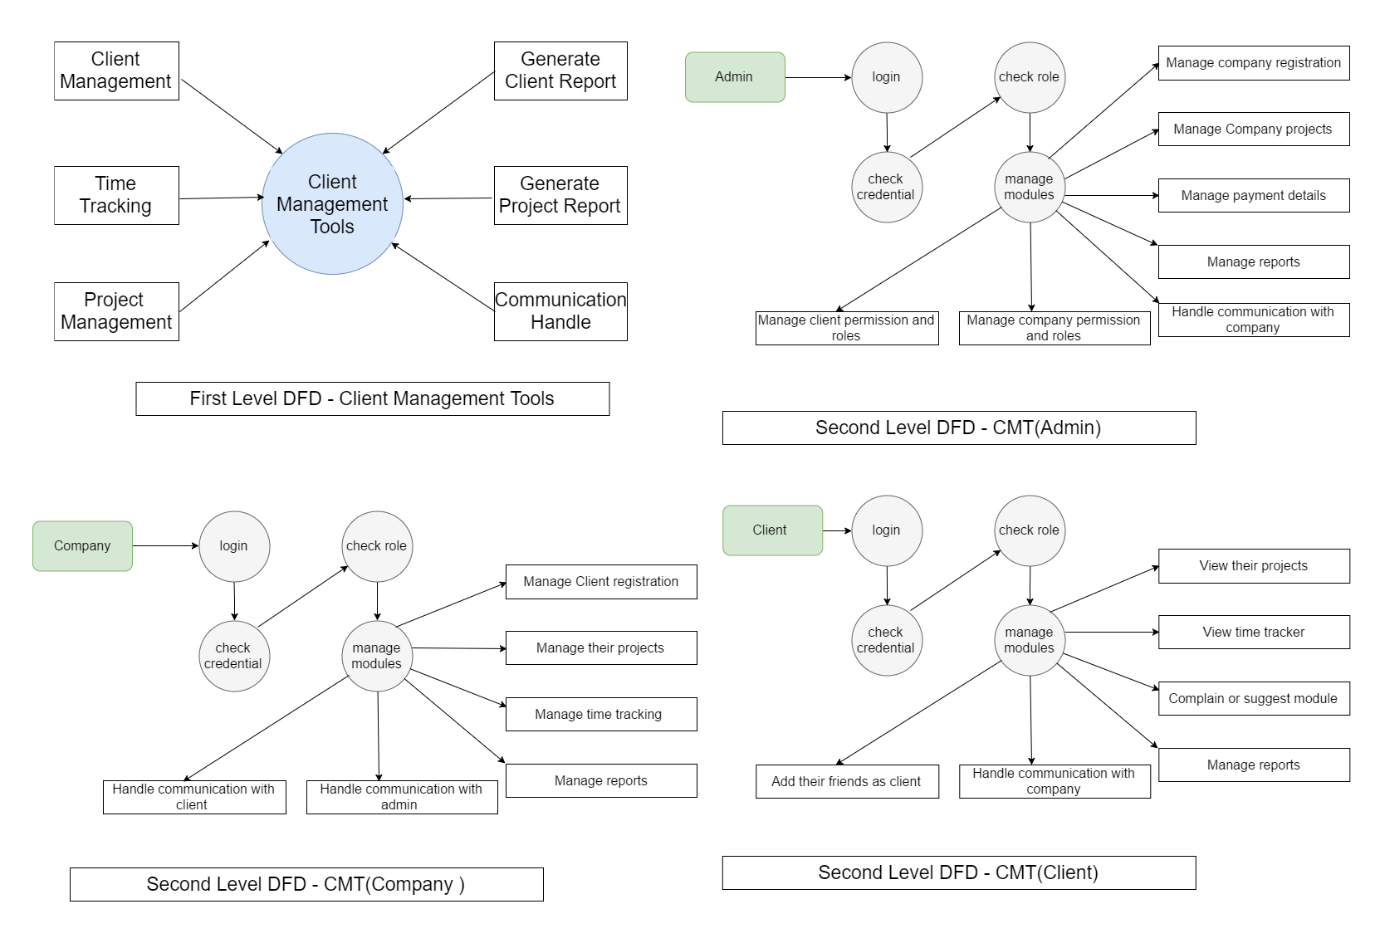 Client
Management
Time
Tracking
Project
Management
Client
Management
Tools
Generate
Client Report
Generate
Project Report
Communication
Handle
First Level DFD - Client Management Tools
Admin
login
check
credential
check role
manage
modules
Manage company registration
Manage Company projects
Manage payment details
Manage reports
Handle communication with
company
Manage client permission and
roles
Manage company permission
and roles
Second Level DFD - CMT(Admin)
Company
login
check
credential
check role
manage
modules
Manage Client registration
Manage their projects
Manage time tracking
Manage reports
Handle communication with
client
Handle communication with
admin
Second Level DFD - CMT(Company )
Client
login
check
credential
check role
manage
modules
View their projects
View time tracker
Complain or suggest module
Manage reports
Add their friends as client
Handle communication with
company
Second Level DFD - CMT(Client)